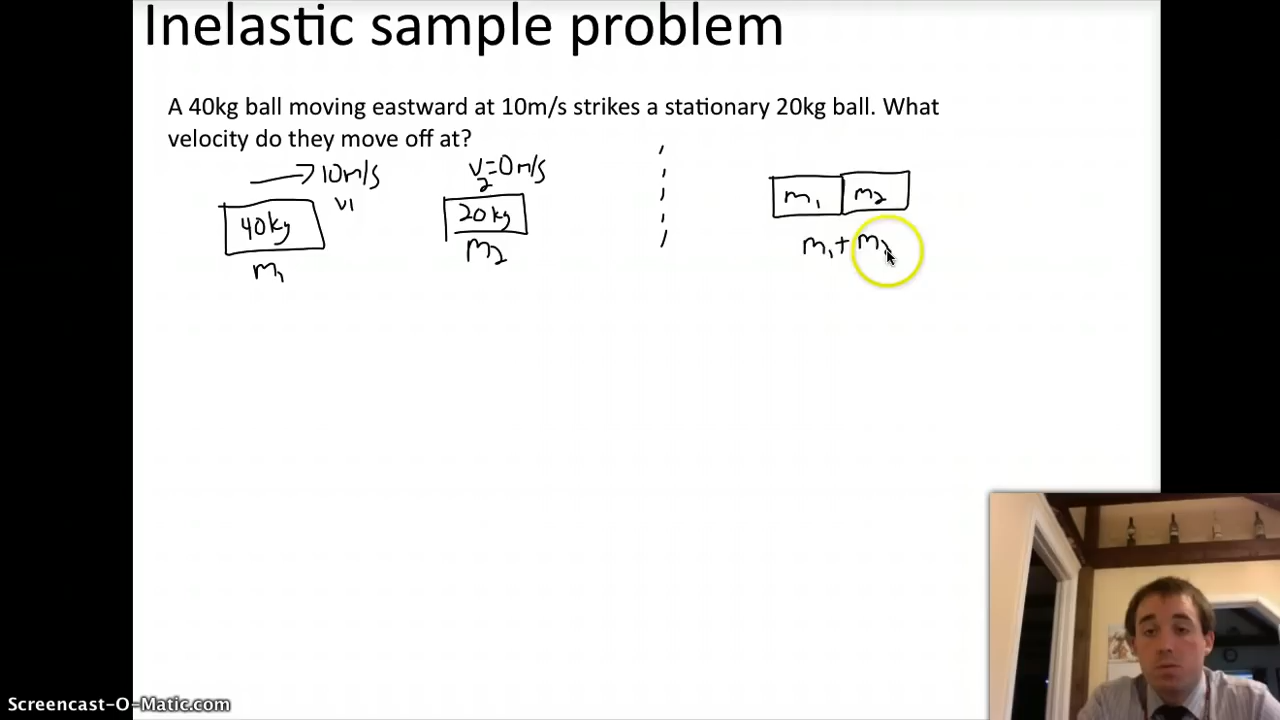 Inelastic sample problem
A 40kg ball moving eastward at 10m/s strikes a stationary 20kg ball. What
velocity do they move off at?
10m/s
v1
40kg
m1
v2=0m/s
20kg
m2
m1 m2
m1+m2
Screencast-O-Matic.com